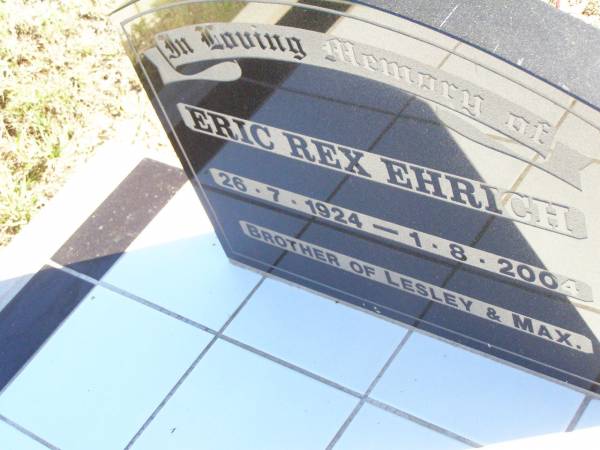 In Loving Memory of
ERIC REX EHRICH
26·7·1924 — 1·8·2004
BROTHER OF LESLEY & MAX.